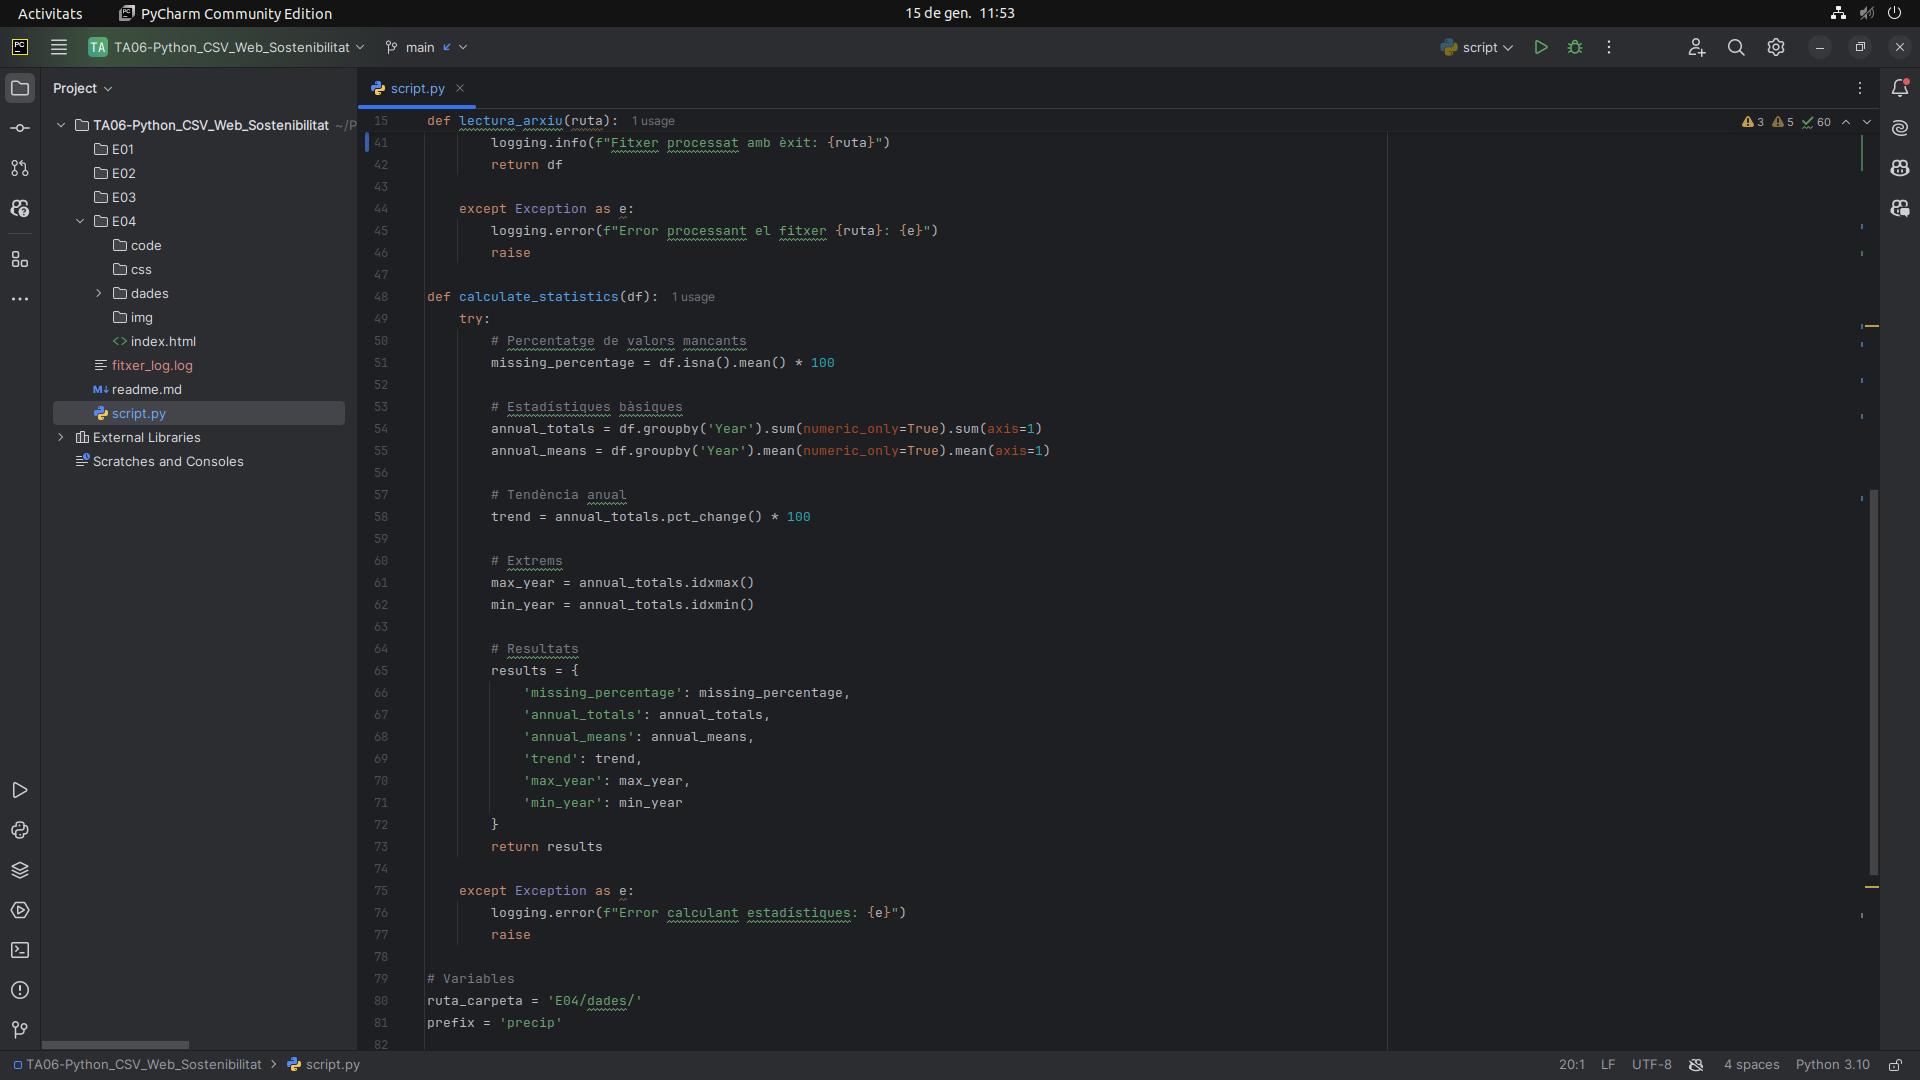 Activitats
PyCharm Community Edition
15 de gen. 11:53
TA TA06-Python_CSV_Web_Sostenibilitat
main
script
Project
script.py
TA06-Python_CSV_Web_Sostenibilitat ~/P
E01
E02
E03
E04
code
css
dades
img
index.html
fitxer_log.log
readme.md
script.py
External Libraries
Scratches and Consoles
15 def lectura_arxiu(ruta): 1 usage
3 5 60
41 logging.info(f"Fitxer processat amb èxit: {ruta}")
42 return df
43
44 except Exception as e:
45 logging.error(f"Error processant el fitxer {ruta}: {e}")
46 raise
47
48 def calculate_statistics(df): 1 usage
49 try:
50 # Percentatge de valors mancants
51 missing_percentage = df.isna().mean() * 100
52
53 # Estadístiques bàsiques
54 annual_totals = df.groupby('Year').sum(numeric_only=True).sum(axis=1)
55 annual_means = df.groupby('Year').mean(numeric_only=True).mean(axis=1)
56
57 # Tendència anual
58 trend = annual_totals.pct_change() * 100
59
60 # Extrems
61 max_year = annual_totals.idxmax()
62 min_year = annual_totals.idxmin()
63
64 # Resultats
65 results = {
66 'missing_percentage': missing_percentage,
67 'annual_totals': annual_totals,
68 'annual_means': annual_means,
69 'trend': trend,
70 'max_year': max_year,
71 'min_year': min_year
72 }
73 return results
74
75 except Exception as e:
76 logging.error(f"Error calculant estadístiques: {e}")
77 raise
78
79 # Variables
80 ruta_carpeta = 'E04/dades/'
81 prefix = 'precip'
82
TA06-Python_CSV_Web_Sostenibilitat > script.py
20:1 LF UTF-8 4 spaces Python 3.10